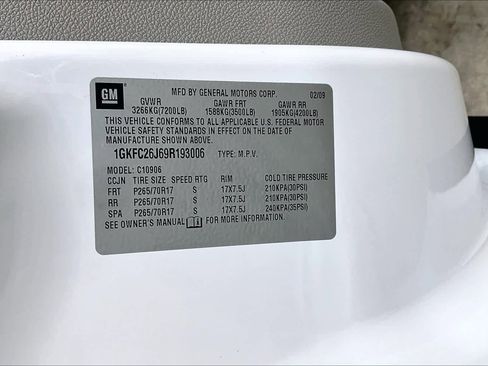 GM
MFD BY GENERAL MOTORS CORP. 02/09
GVWR GAWR FRT GAWR RR
3266KG(7200LB) 1588KG(3500LB) 1905KG(4200LB)
THIS VEHICLE CONFORMS TO ALL APPLICABLE U.S. FEDERAL MOTOR
VEHICLE SAFETY STANDARDS IN EFFECT ON THE DATE OF
MANUFACTURE SHOWN ABOVE.
1GKFC26J69R193006 TYPE: M.P.V.
MODEL: C10906
CCJN TIRE SIZE SPEED RTG RIM COLD TIRE PRESSURE
FRT P265/70R17 S 17X7.5J 210KPA(30PSI)
RR P265/70R17 S 17X7.5J 210KPA(30PSI)
SPA P265/70R17 S 17X7.5J 240KPA(35PSI)
SEE OWNER'S MANUAL FOR MORE INFORMATION.